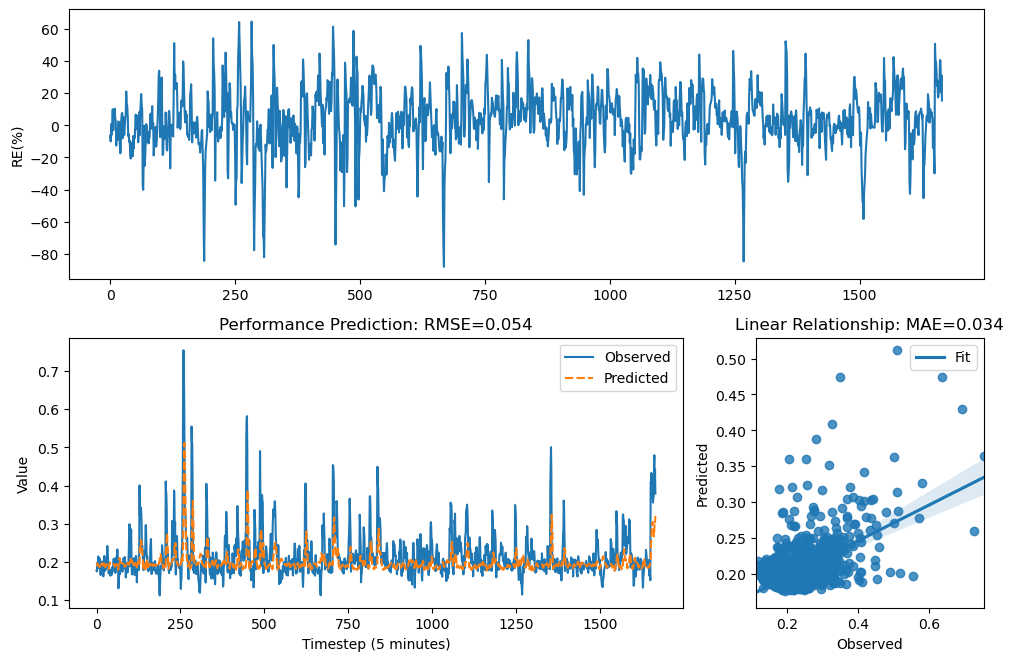 60
40
20
0
−20
−40
−60
−80
RE(%)
0 250 500 750 1000 1250 1500
Performance Prediction: RMSE=0.054
0.7
0.6
0.5
0.4
0.3
0.2
0.1
Value
Observed
Predicted
0 250 500 750 1000 1250 1500
Timestep (5 minutes)
Linear Relationship: MAE=0.034
0.50
0.45
0.40
0.35
0.30
0.25
0.20
Predicted
Fit
0.2 0.4 0.6
Observed